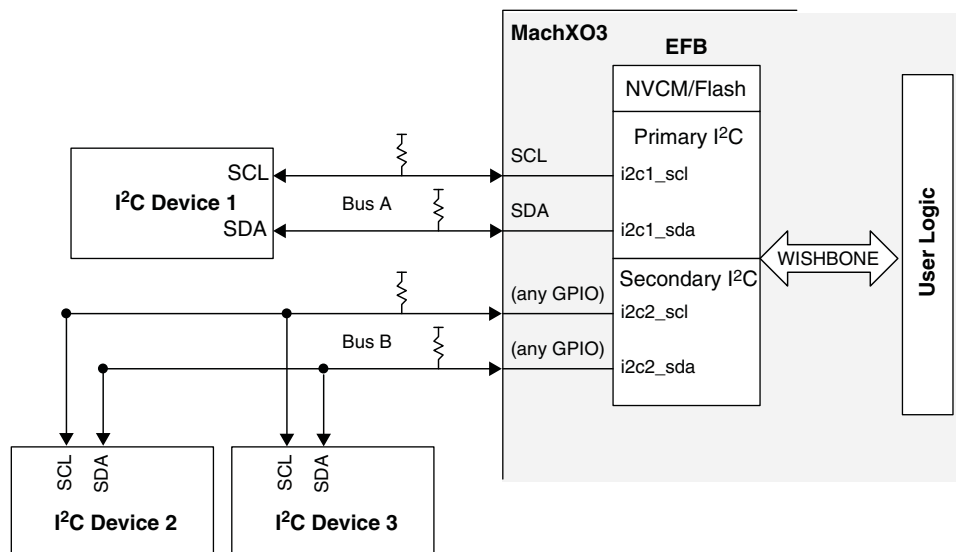 MachXO3
EFB
NVCM/Flash
Primary I²C
SCL
i2c1_scl
SDA
i2c1_sda
I²C Device 1
SCL
SDA
Bus A
WISHBONE
User Logic
Secondary I²C
(any GPIO)
i2c2_scl
(any GPIO)
i2c2_sda
Bus B
SCL
SDA
I²C Device 2
SCL
SDA
I²C Device 3